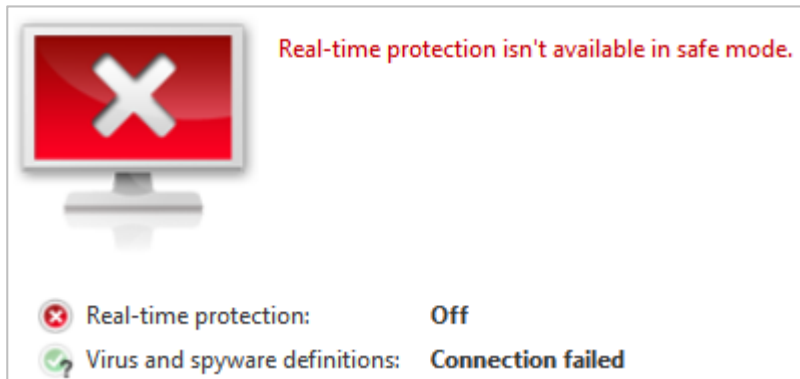 Real-time protection isn't available in safe mode.
Real-time protection: Off
Virus and spyware definitions: Connection failed